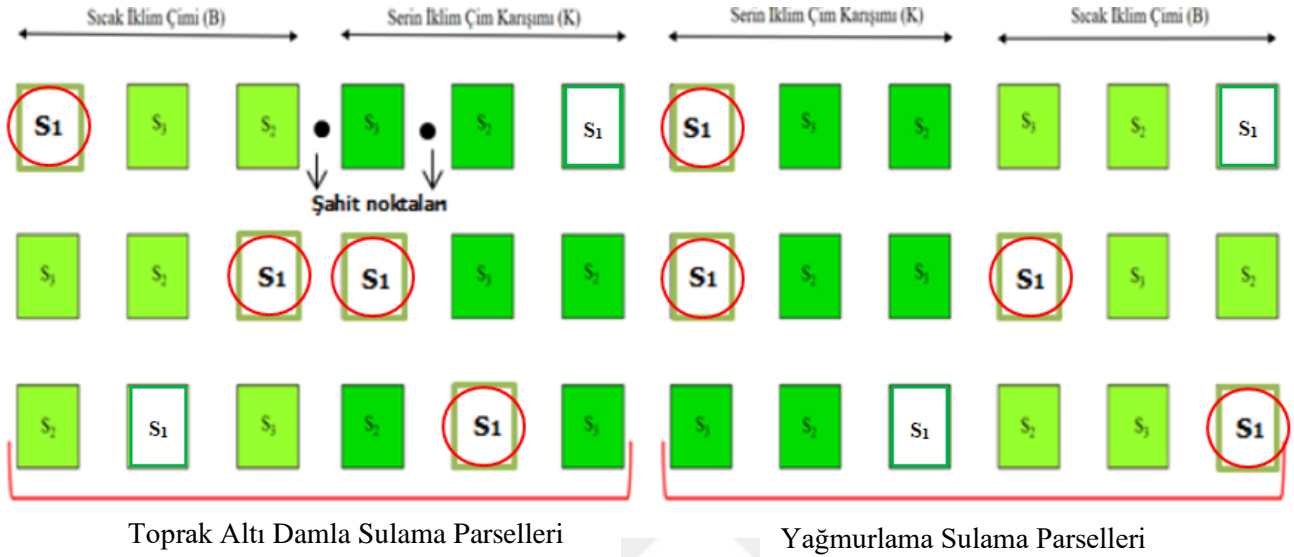 Sıcak İklim Çimi (B) Serin İklim Çim Karışımı (K) Serin İklim Çim Karışımı (K) Sıcak İklim Çimi (B)
S1 S3 S2 S3 S2 S1 S1 S3 S2 S3 S2 S1
Şahit noktaları
S3 S2 S1 S1 S3 S2 S1 S2 S3 S1 S3 S2
S2 S1 S3 S2 S1 S3 S3 S2 S1 S2 S3 S1
Toprak Altı Damla Sulama Parselleri Yağmurlama Sulama Parselleri